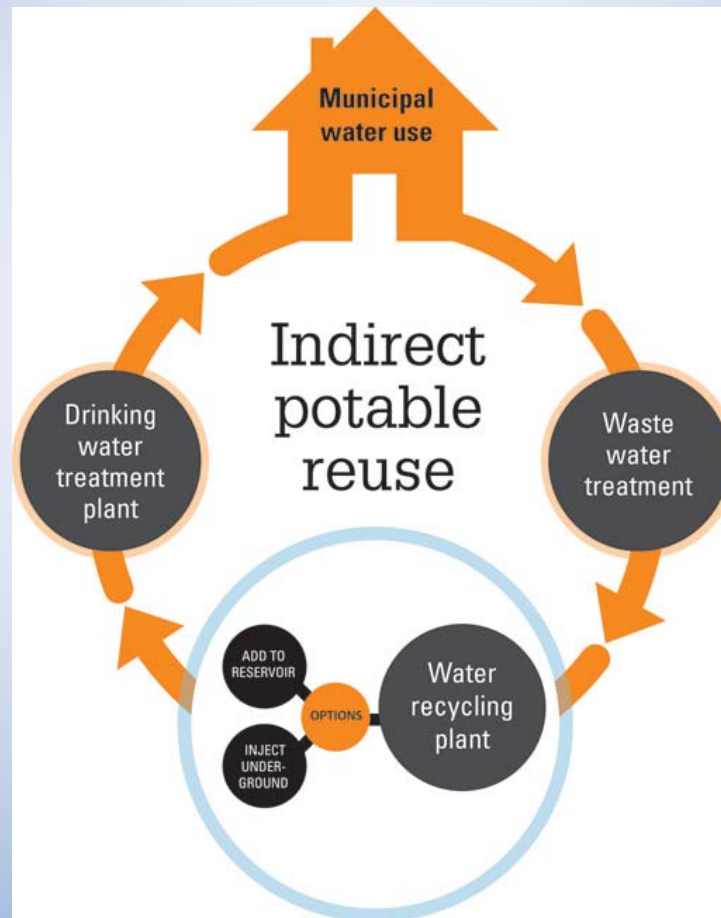 Municipal
water use
Indirect
potable
reuse
Drinking
water
treatment
plant
Waste
water
treatment
ADD TO
RESERVOIR
OPTIONS
INJECT
UNDER-
GROUND
Water
recycling
plant